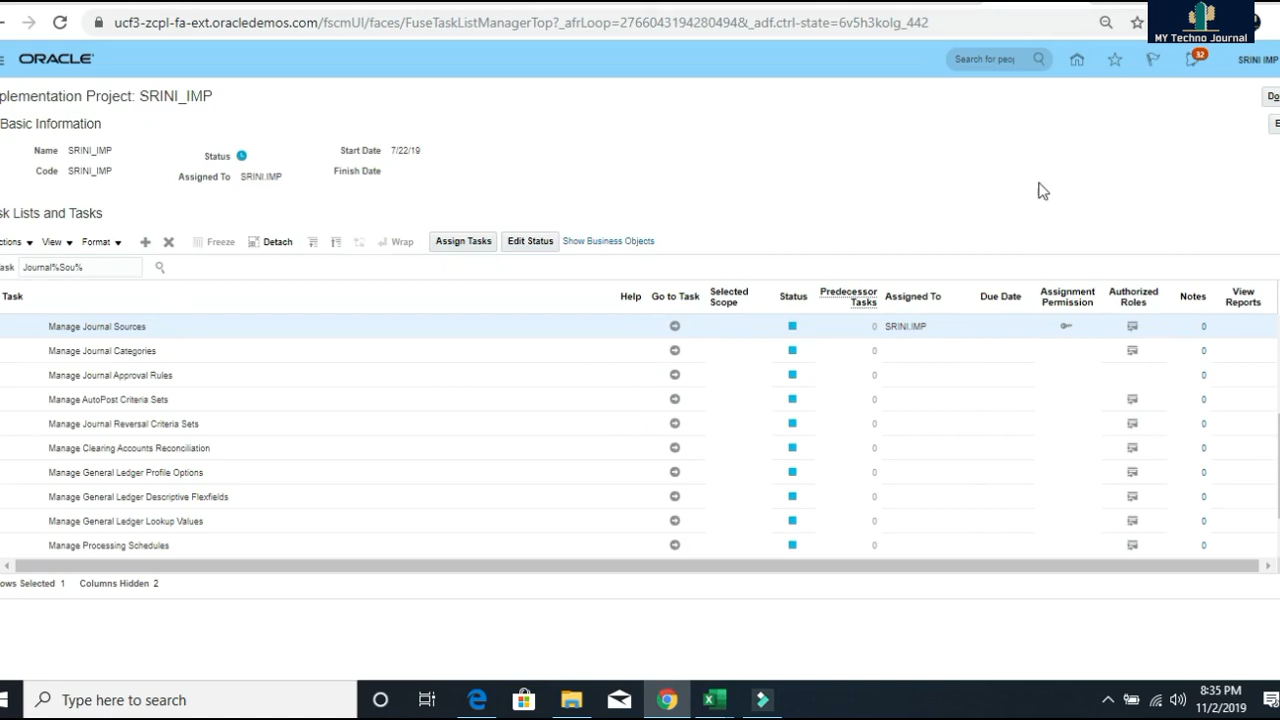 ucf3-zcpl-fa-ext.oracledemos.com/fscmUI/faces/FuseTaskListManagerTop?_afrLoop=27660431942804948&_adf.ctrl-state=6v5h3kolg_442
MY Techno Journal
ORACLE
Search for peop
32
SRINI IMP
plementation Project: SRINI_IMP
Basic Information
Name SRINI_IMP
Status
Start Date 7/22/19
Code SRINI_IMP
Assigned To SRINI.IMP
Finish Date
sk Lists and Tasks
ctions View Format Freeze Detach Wrap Assign Tasks Edit Status Show Business Objects
ask Journal%Sou%
Task Help Go to Task Selected Scope Status Predecessor Tasks Assigned To Due Date Assignment Permission Authorized Roles Notes View Reports
Manage Journal Sources 0 SRINI.IMP 0
Manage Journal Categories 0 0
Manage Journal Approval Rules 0 0
Manage AutoPost Criteria Sets 0 0
Manage Journal Reversal Criteria Sets 0 0
Manage Clearing Accounts Reconciliation 0 0
Manage General Ledger Profile Options 0 0
Manage General Ledger Descriptive Flexfields 0 0
Manage General Ledger Lookup Values 0 0
Manage Processing Schedules 0 0
ows Selected 1 Columns Hidden 2
Type here to search
8:35 PM
11/2/2019